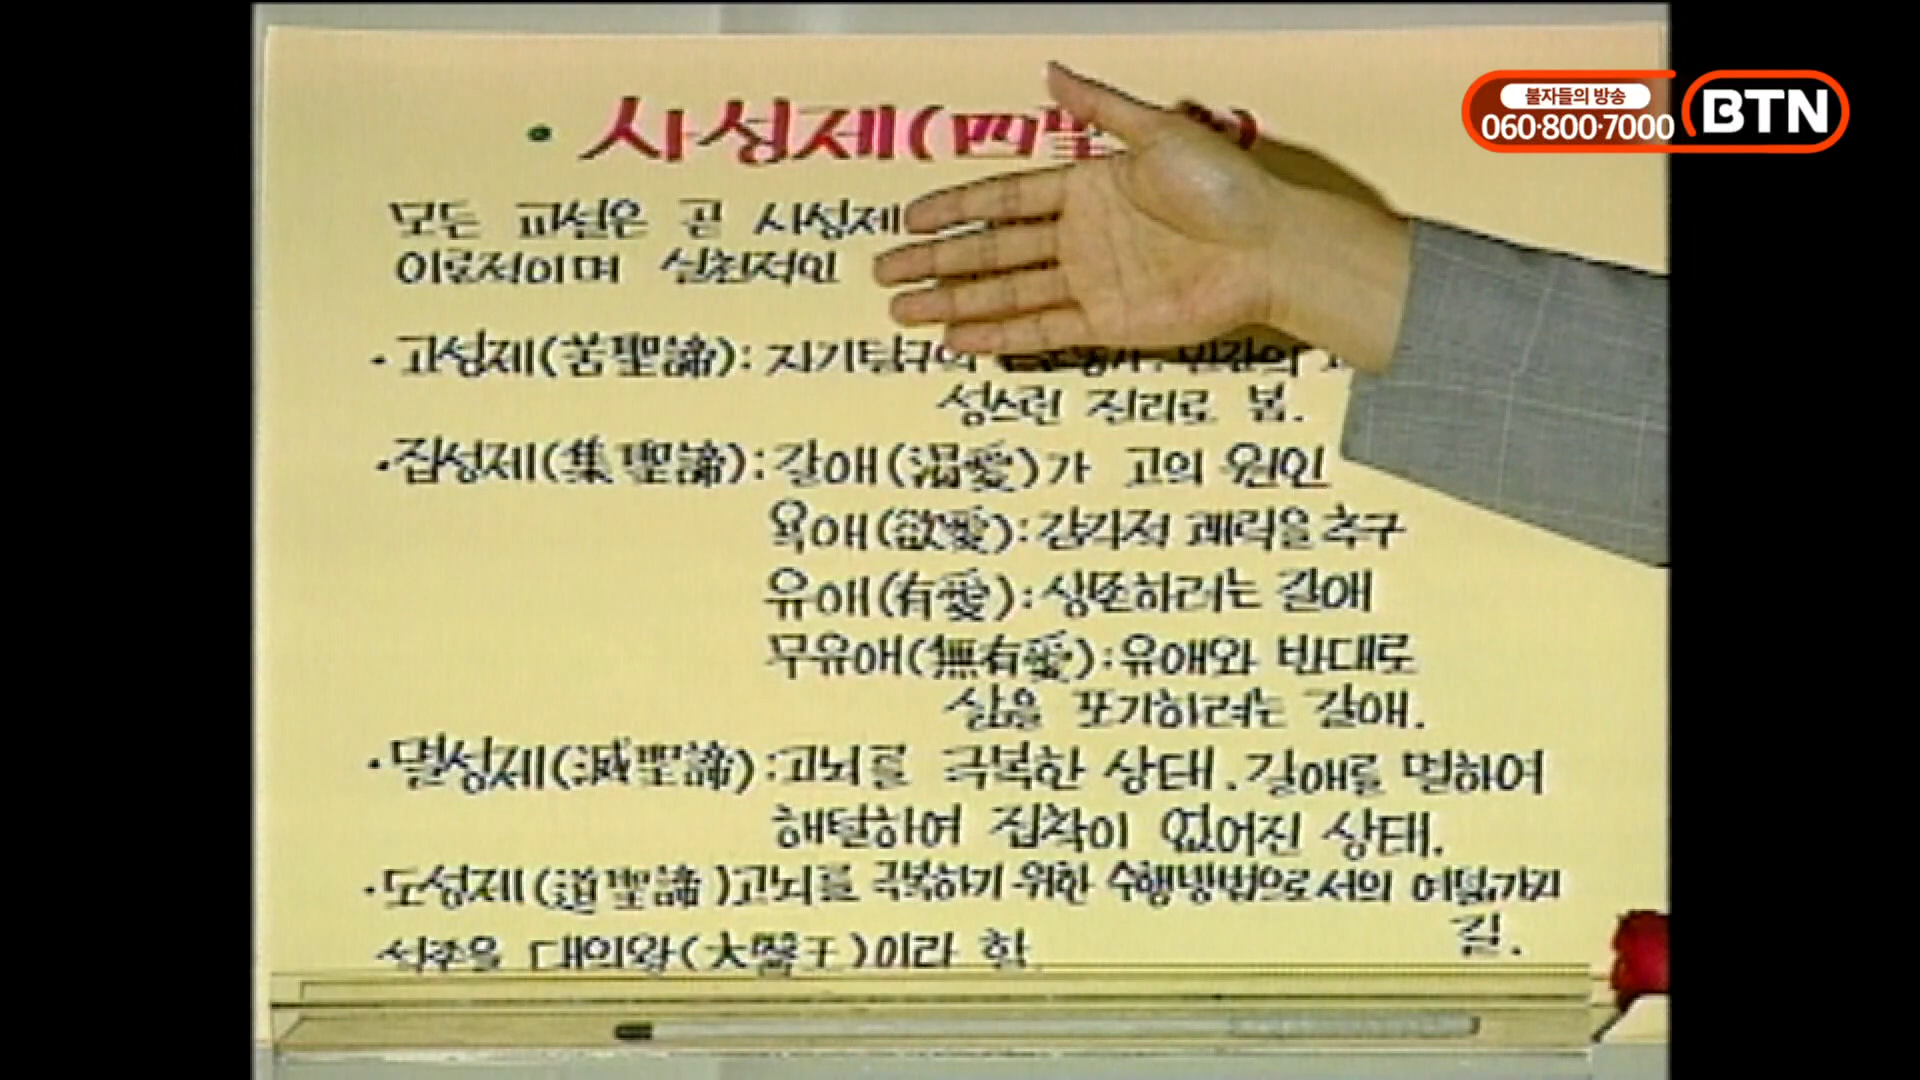 불자들의 방송
060·800·7000
BTN
• 사성제(四聖
모든 교설은 곧 사성제
이론적이며 실천적인
• 고성제(苦聖諦): 자기탐구의
성스런 진리로 봄.
• 집성제(集聖諦): 갈애(渴愛)가 고의 원인
욕애(欲愛): 감각적 쾌락을 추구
유애(有愛): 생존하려는 갈애
무유애(無有愛): 유애와 반대로
삶을 포기하려는 갈애.
• 멸성제(滅聖諦): 고뇌를 극복한 상태. 갈애를 멸하여
해탈하여 집착이 없어진 상태.
• 도성제(道聖諦)고뇌를 극복하기 위한 수행방법으로서의 여덟가지
길.
석존을 대의왕(大醫王)이라 함